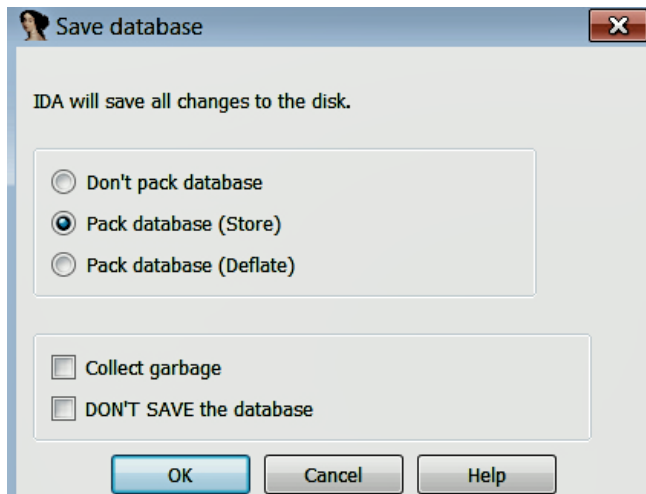 Save database
IDA will save all changes to the disk.
Don't pack database
Pack database (Store)
Pack database (Deflate)
Collect garbage
DON'T SAVE the database
OK Cancel Help